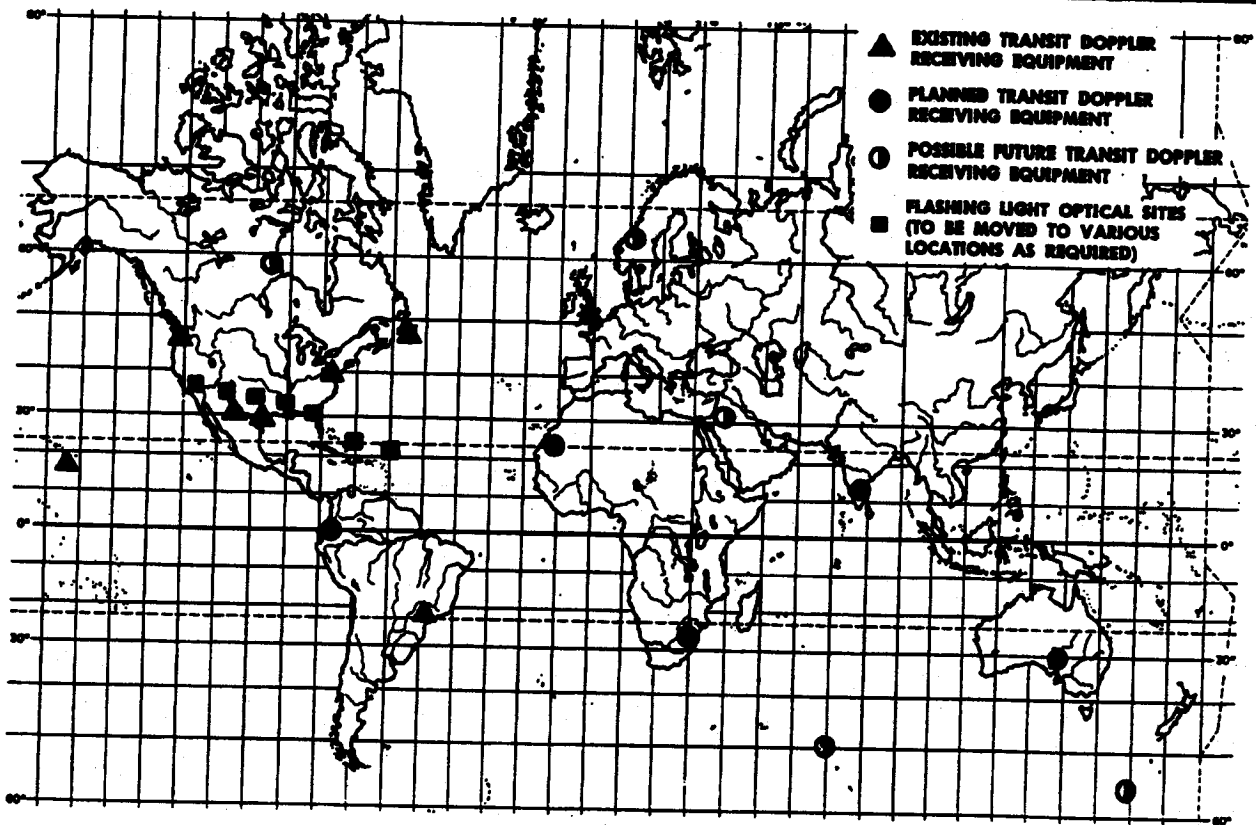 80°
80°
EXISTING TRANSIT DOPPLER
RECEIVING EQUIPMENT
PLANNED TRANSIT DOPPLER
RECEIVING EQUIPMENT
POSSIBLE FUTURE TRANSIT DOPPLER
RECEIVING EQUIPMENT
FLASHING LIGHT OPTICAL SITES
(TO BE MOVED TO VARIOUS
LOCATIONS AS REQUIRED)
60°
60°
30°
30°
0°
0°
30°
30°
60°
60°